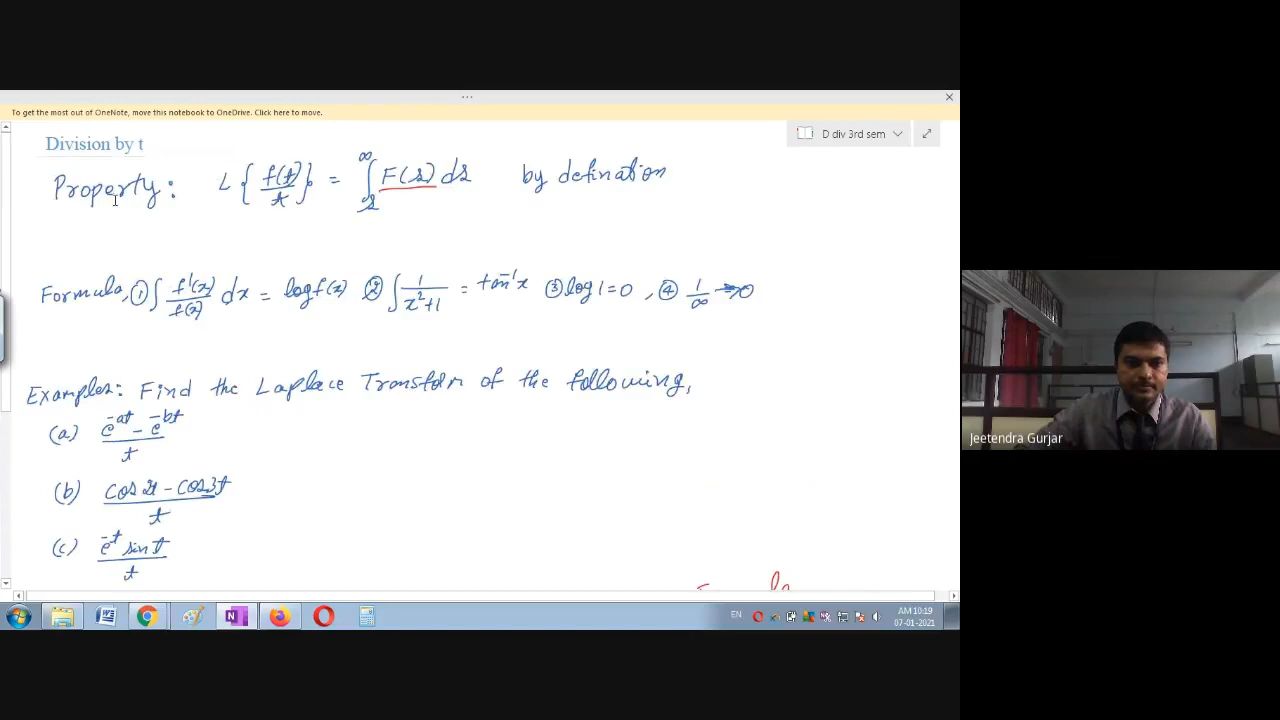 To get the most out of OneNote, move this notebook to OneDrive. Click here to move.
D div 3rd sem
Division by t
Property: L{f(t)/t} = ∫_s^∞ F(s) ds by defination
Formula, ① ∫ f'(x)/f(x) dx = log f(x) ② ∫ 1/(x²+1) = tan⁻¹x ③ log 1 = 0, ④ 1/∞ → 0
Examples: Find the Laplace Transform of the following,
(a) (e^-at − e^-bt)/t
(b) (cos 2t − cos 3t)/t
(c) (e^-t sin t)/t
Jeetendra Gurjar
EN
AM 10:19
07-01-2021